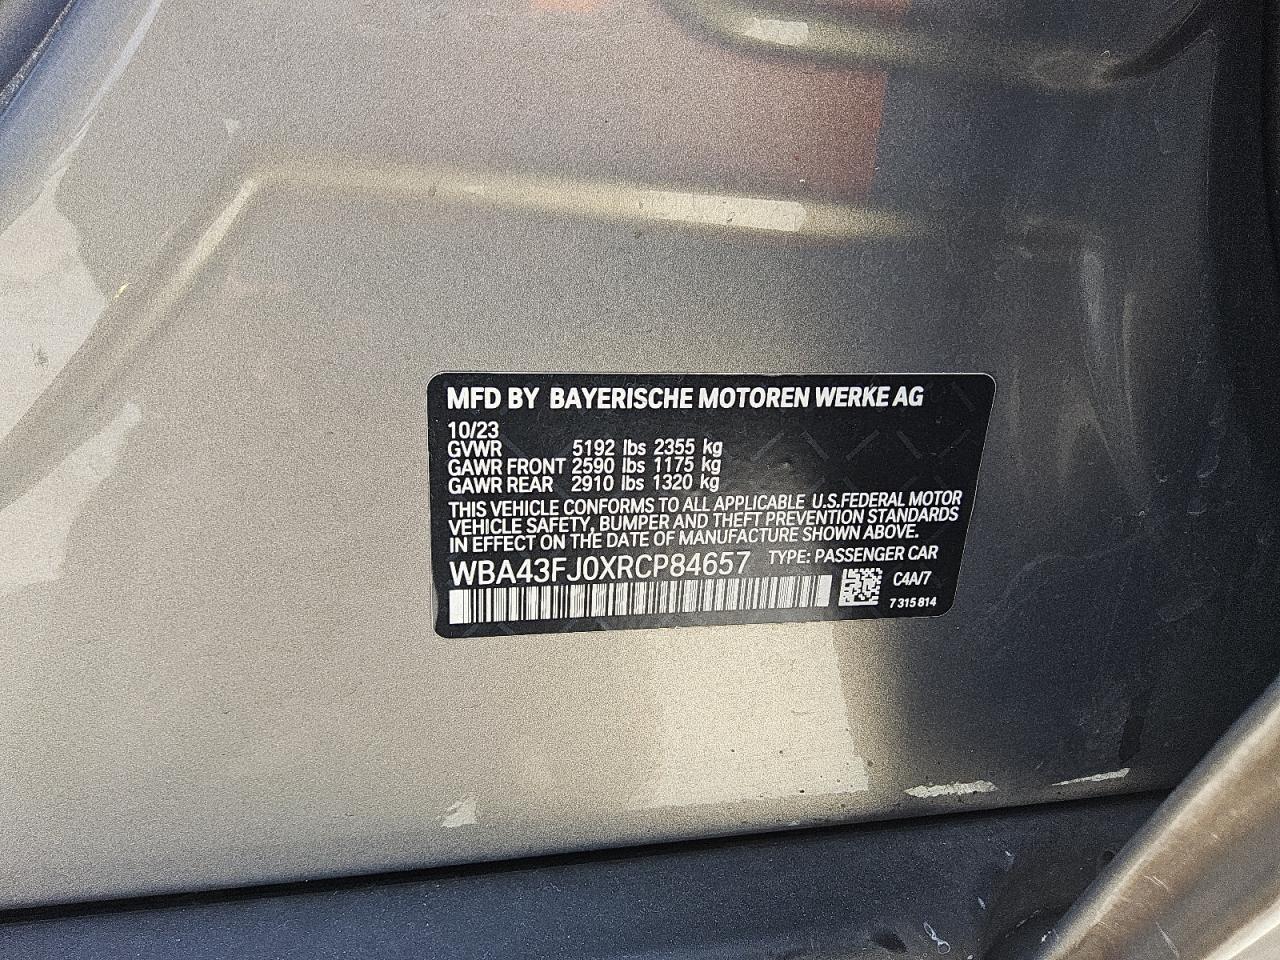 MFD BY BAYERISCHE MOTOREN WERKE AG
10/23
GVWR 5192 lbs 2355 kg
GAWR FRONT 2590 lbs 1175 kg
GAWR REAR 2910 lbs 1320 kg
THIS VEHICLE CONFORMS TO ALL APPLICABLE U.S.FEDERAL MOTOR
VEHICLE SAFETY, BUMPER AND THEFT PREVENTION STANDARDS
IN EFFECT ON THE DATE OF MANUFACTURE SHOWN ABOVE.
WBA43FJ0XRCP84657 TYPE: PASSENGER CAR
C4A/7
7 315 814